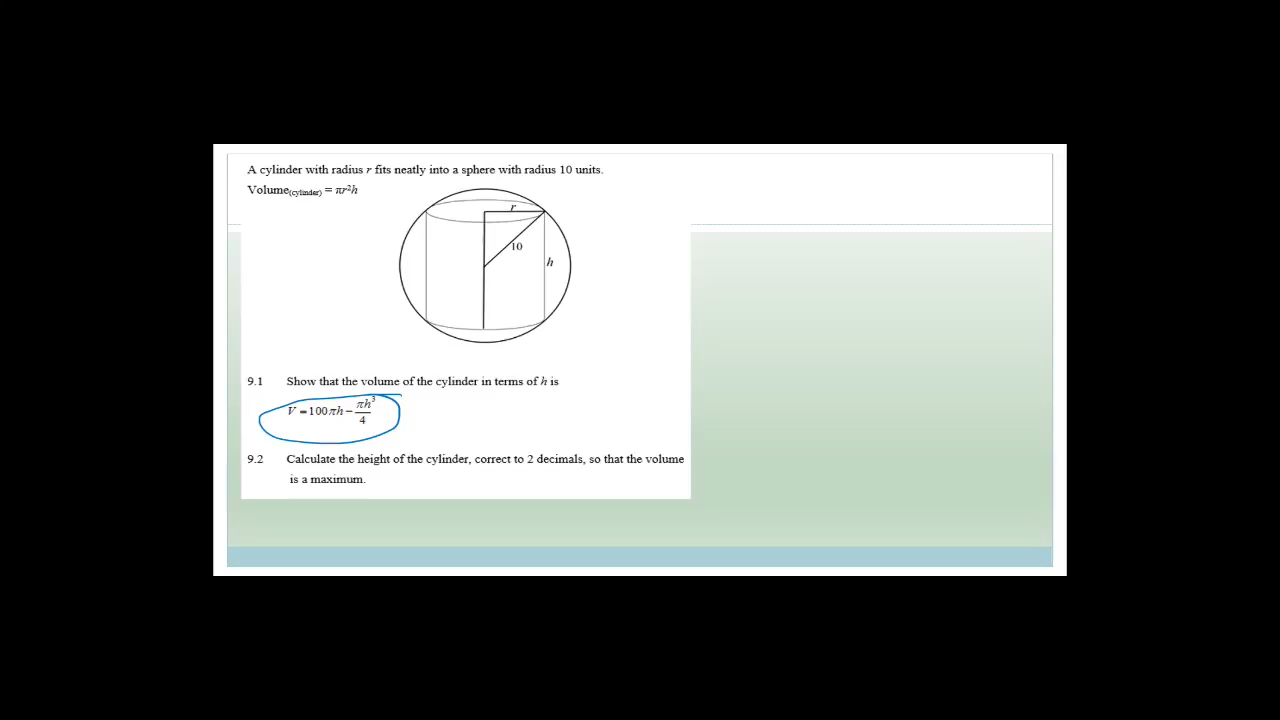 A cylinder with radius r fits neatly into a sphere with radius 10 units.
Volume(cylinder) = πr²h
r
10
h
9.1 Show that the volume of the cylinder in terms of h is
V = 100πh − πh³/4
9.2 Calculate the height of the cylinder, correct to 2 decimals, so that the volume
is a maximum.